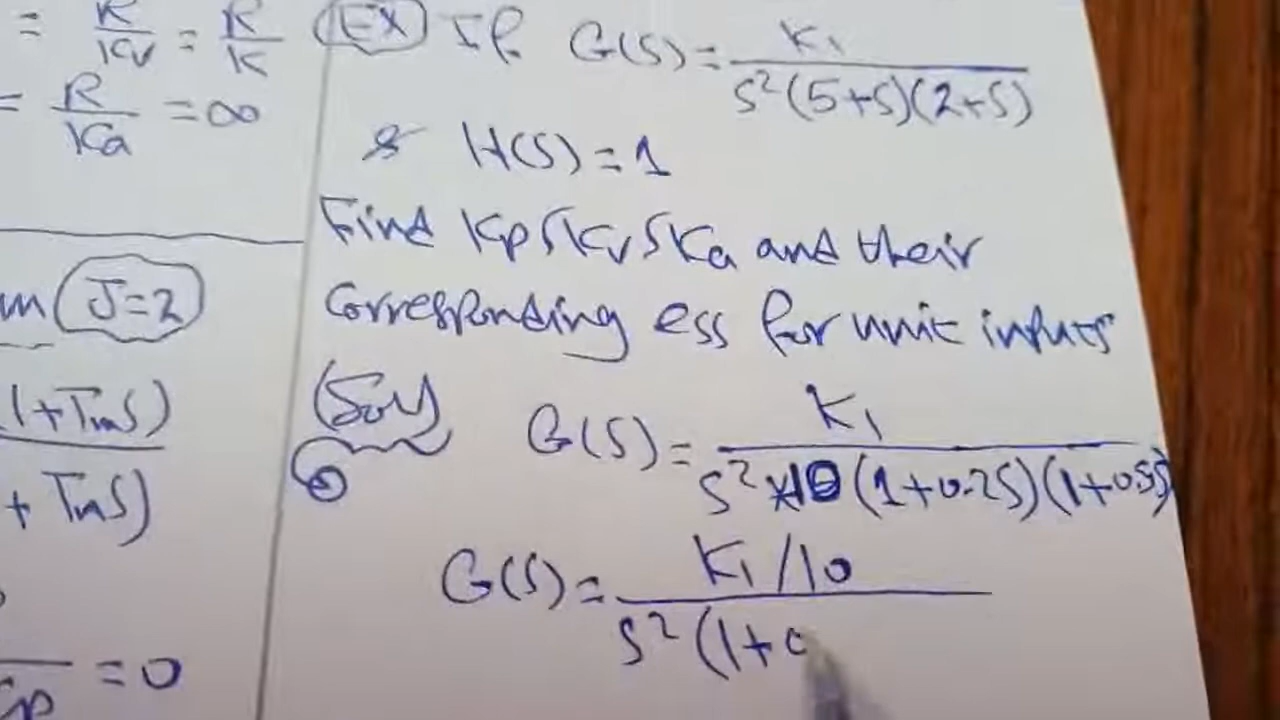 = R/Kv = R/K
= R/Ka = ∞
m J=2
(1+TmS)
+ TnS)
= 0
EX If G(S) = K1 / S²(5+S)(2+S)
& H(S) = 1
Find Kp, Kv, Ka and their
Corresponding ess for unit inputs
(Sol)
G(S) = K1 / S² × 10 (1+0.2S)(1+0.5S)
G(S) = K1/10 / S²(1+0